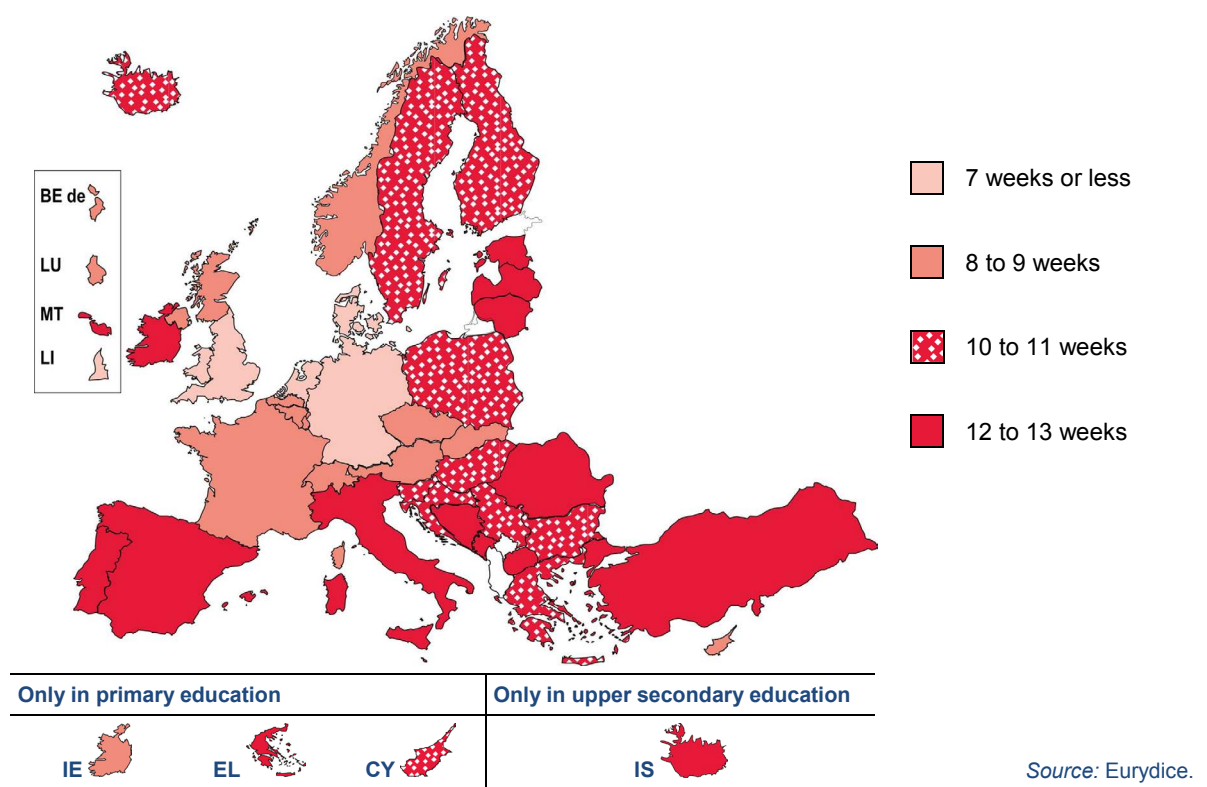 BE de
LU
MT
LI
7 weeks or less
8 to 9 weeks
10 to 11 weeks
12 to 13 weeks
Only in primary education
Only in upper secondary education
IE
EL
CY
IS
Source: Eurydice.